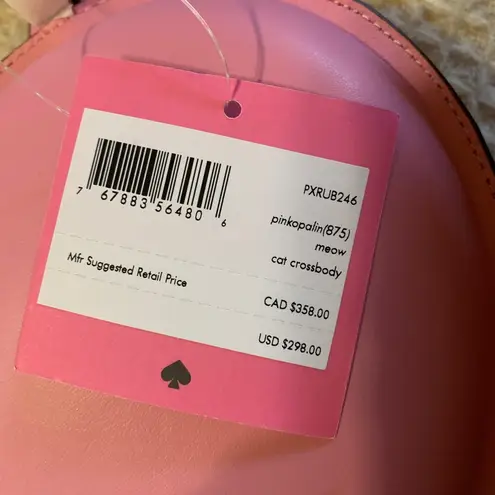 PXRUB246
7 67883 56480 6
pinkopalin(875)
meow
cat crossbody
Mfr Suggested Retail Price
CAD $358.00
USD $298.00